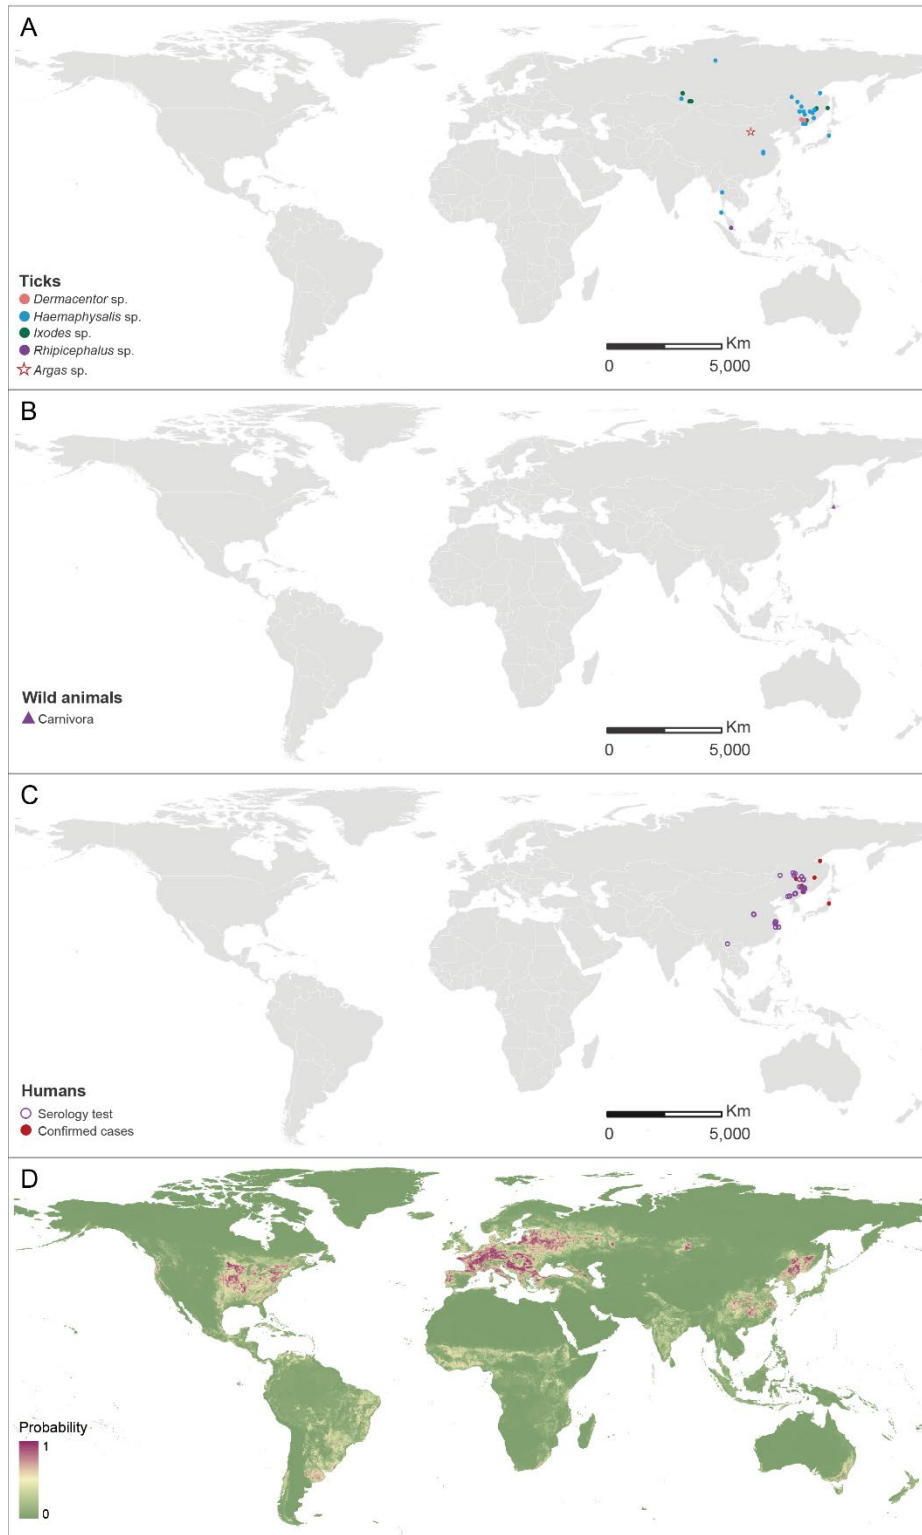 A
Ticks
Dermacentor sp.
Haemaphysalis sp.
Ixodes sp.
Rhipicephalus sp.
Argas sp.
Km
0 5,000
B
Wild animals
Carnivora
Km
0 5,000
C
Humans
Serology test
Confirmed cases
Km
0 5,000
D
Probability
1
0